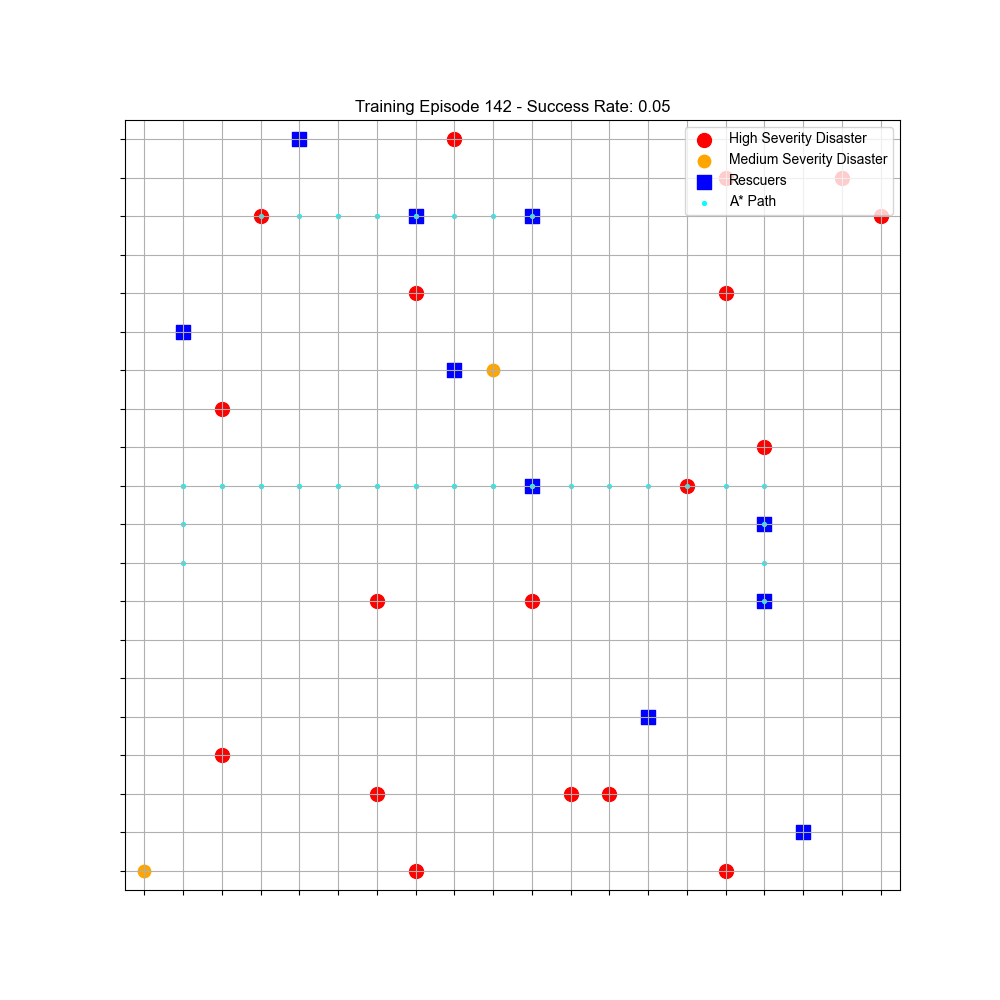 Training Episode 142 - Success Rate: 0.05
High Severity Disaster
Medium Severity Disaster
Rescuers
A* Path